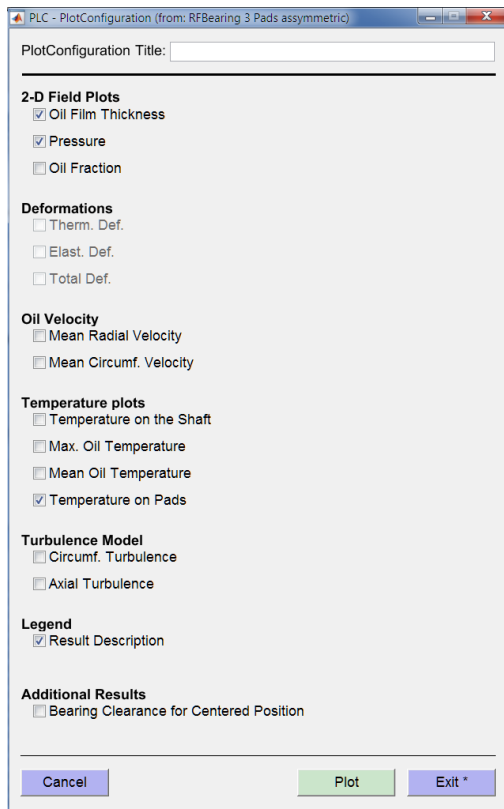 PLC - PlotConfiguration (from: RFBearing 3 Pads assymmetric)
PlotConfiguration Title:
2-D Field Plots
Oil Film Thickness
Pressure
Oil Fraction
Deformations
Therm. Def.
Elast. Def.
Total Def.
Oil Velocity
Mean Radial Velocity
Mean Circumf. Velocity
Temperature plots
Temperature on the Shaft
Max. Oil Temperature
Mean Oil Temperature
Temperature on Pads
Turbulence Model
Circumf. Turbulence
Axial Turbulence
Legend
Result Description
Additional Results
Bearing Clearance for Centered Position
Cancel Plot Exit *